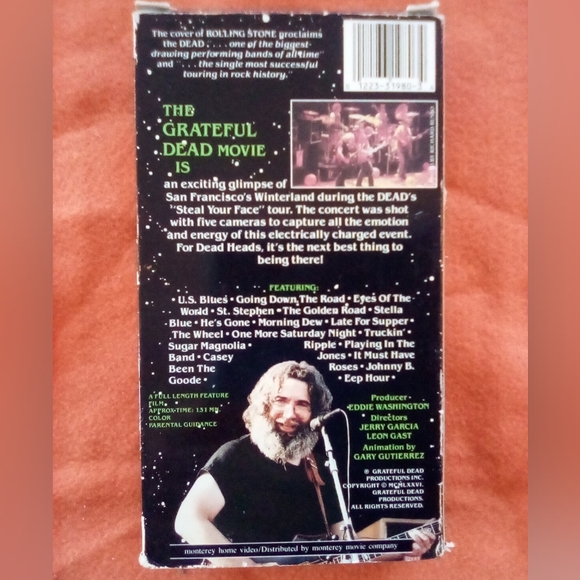 The cover of ROLLING STONE proclaims
the DEAD . . . . one of the biggest-
drawing performing bands of all time"
and ". . . the single most successful
touring in rock history."
THE
GRATEFUL
DEAD MOVIE
IS
an exciting glimpse of
San Francisco's Winterland during the DEAD's
"Steal Your Face" tour. The concert was shot
with five cameras to capture all the emotion
and energy of this electrically charged event.
For Dead Heads, it's the next best thing to
being there!
FEATURING:
U.S. Blues • Going Down The Road • Eyes Of The
World • St. Stephen • The Golden Road • Stella
Blue • He's Gone • Morning Dew • Late For Supper •
The Wheel • One More Saturday Night • Truckin' •
Sugar Magnolia • Ripple • Playing In The
Band • Casey Jones • It Must Have
Been The Roses • Johnny B.
Goode • Eep Hour •
A FULL LENGTH FEATURE
FILM
APPROX-TIME: 131 MIN.
COLOR
PARENTAL GUIDANCE
Producer
EDDIE WASHINGTON
Directors
JERRY GARCIA
LEON GAST
Animation by
GARY GUTIERREZ
℗ GRATEFUL DEAD
PRODUCTIONS INC.
COPYRIGHT © MCMLXXVI.
GRATEFUL DEAD
PRODUCTIONS.
ALL RIGHTS RESERVED.
monterey home video/Distributed by monterey movie company